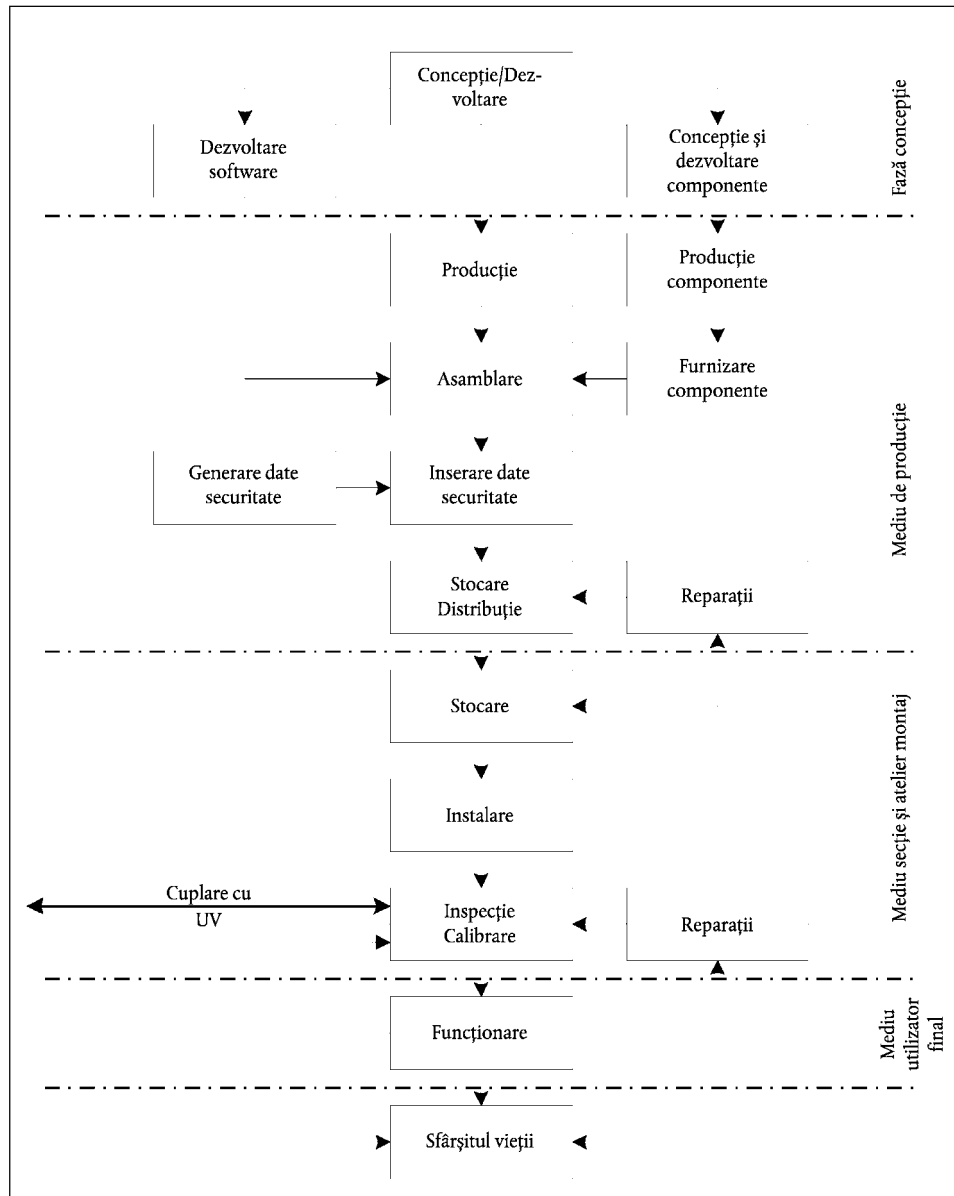 Concepție/Dez-
voltare
Dezvoltare
software
Concepție și
dezvoltare
componente
Fază concepție
Producție
Producție
componente
Asamblare
Furnizare
componente
Generare date
securitate
Inserare date
securitate
Stocare
Distribuție
Reparații
Mediu de producție
Stocare
Instalare
Cuplare cu
UV
Inspecție
Calibrare
Reparații
Mediu secție și atelier montaj
Funcționare
Mediu
utilizator
final
Sfârșitul vieții